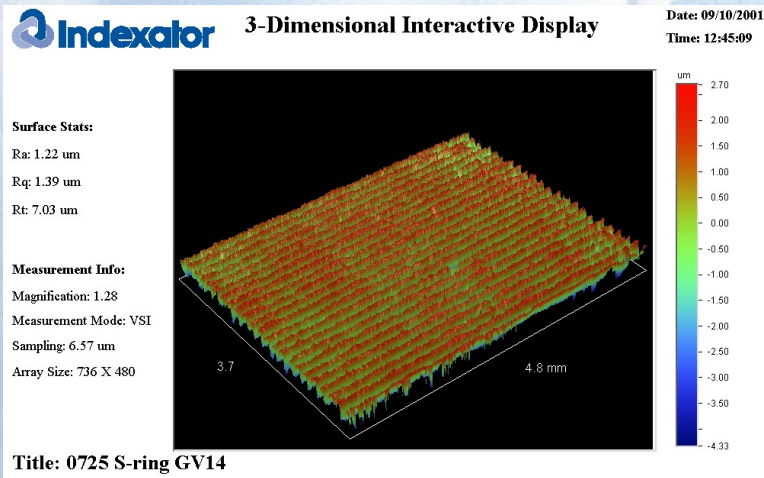 Indexator
3-Dimensional Interactive Display
Date: 09/10/2001
Time: 12:45:09
Surface Stats:
Ra: 1.22 um
Rq: 1.39 um
Rt: 7.03 um
Measurement Info:
Magnification: 1.28
Measurement Mode: VSI
Sampling: 6.57 um
Array Size: 736 X 480
3.7
4.8 mm
um
2.70
2.00
1.50
1.00
0.50
0.00
-0.50
-1.00
-1.50
-2.00
-2.50
-3.00
-3.50
-4.33
Title: 0725 S-ring GV14